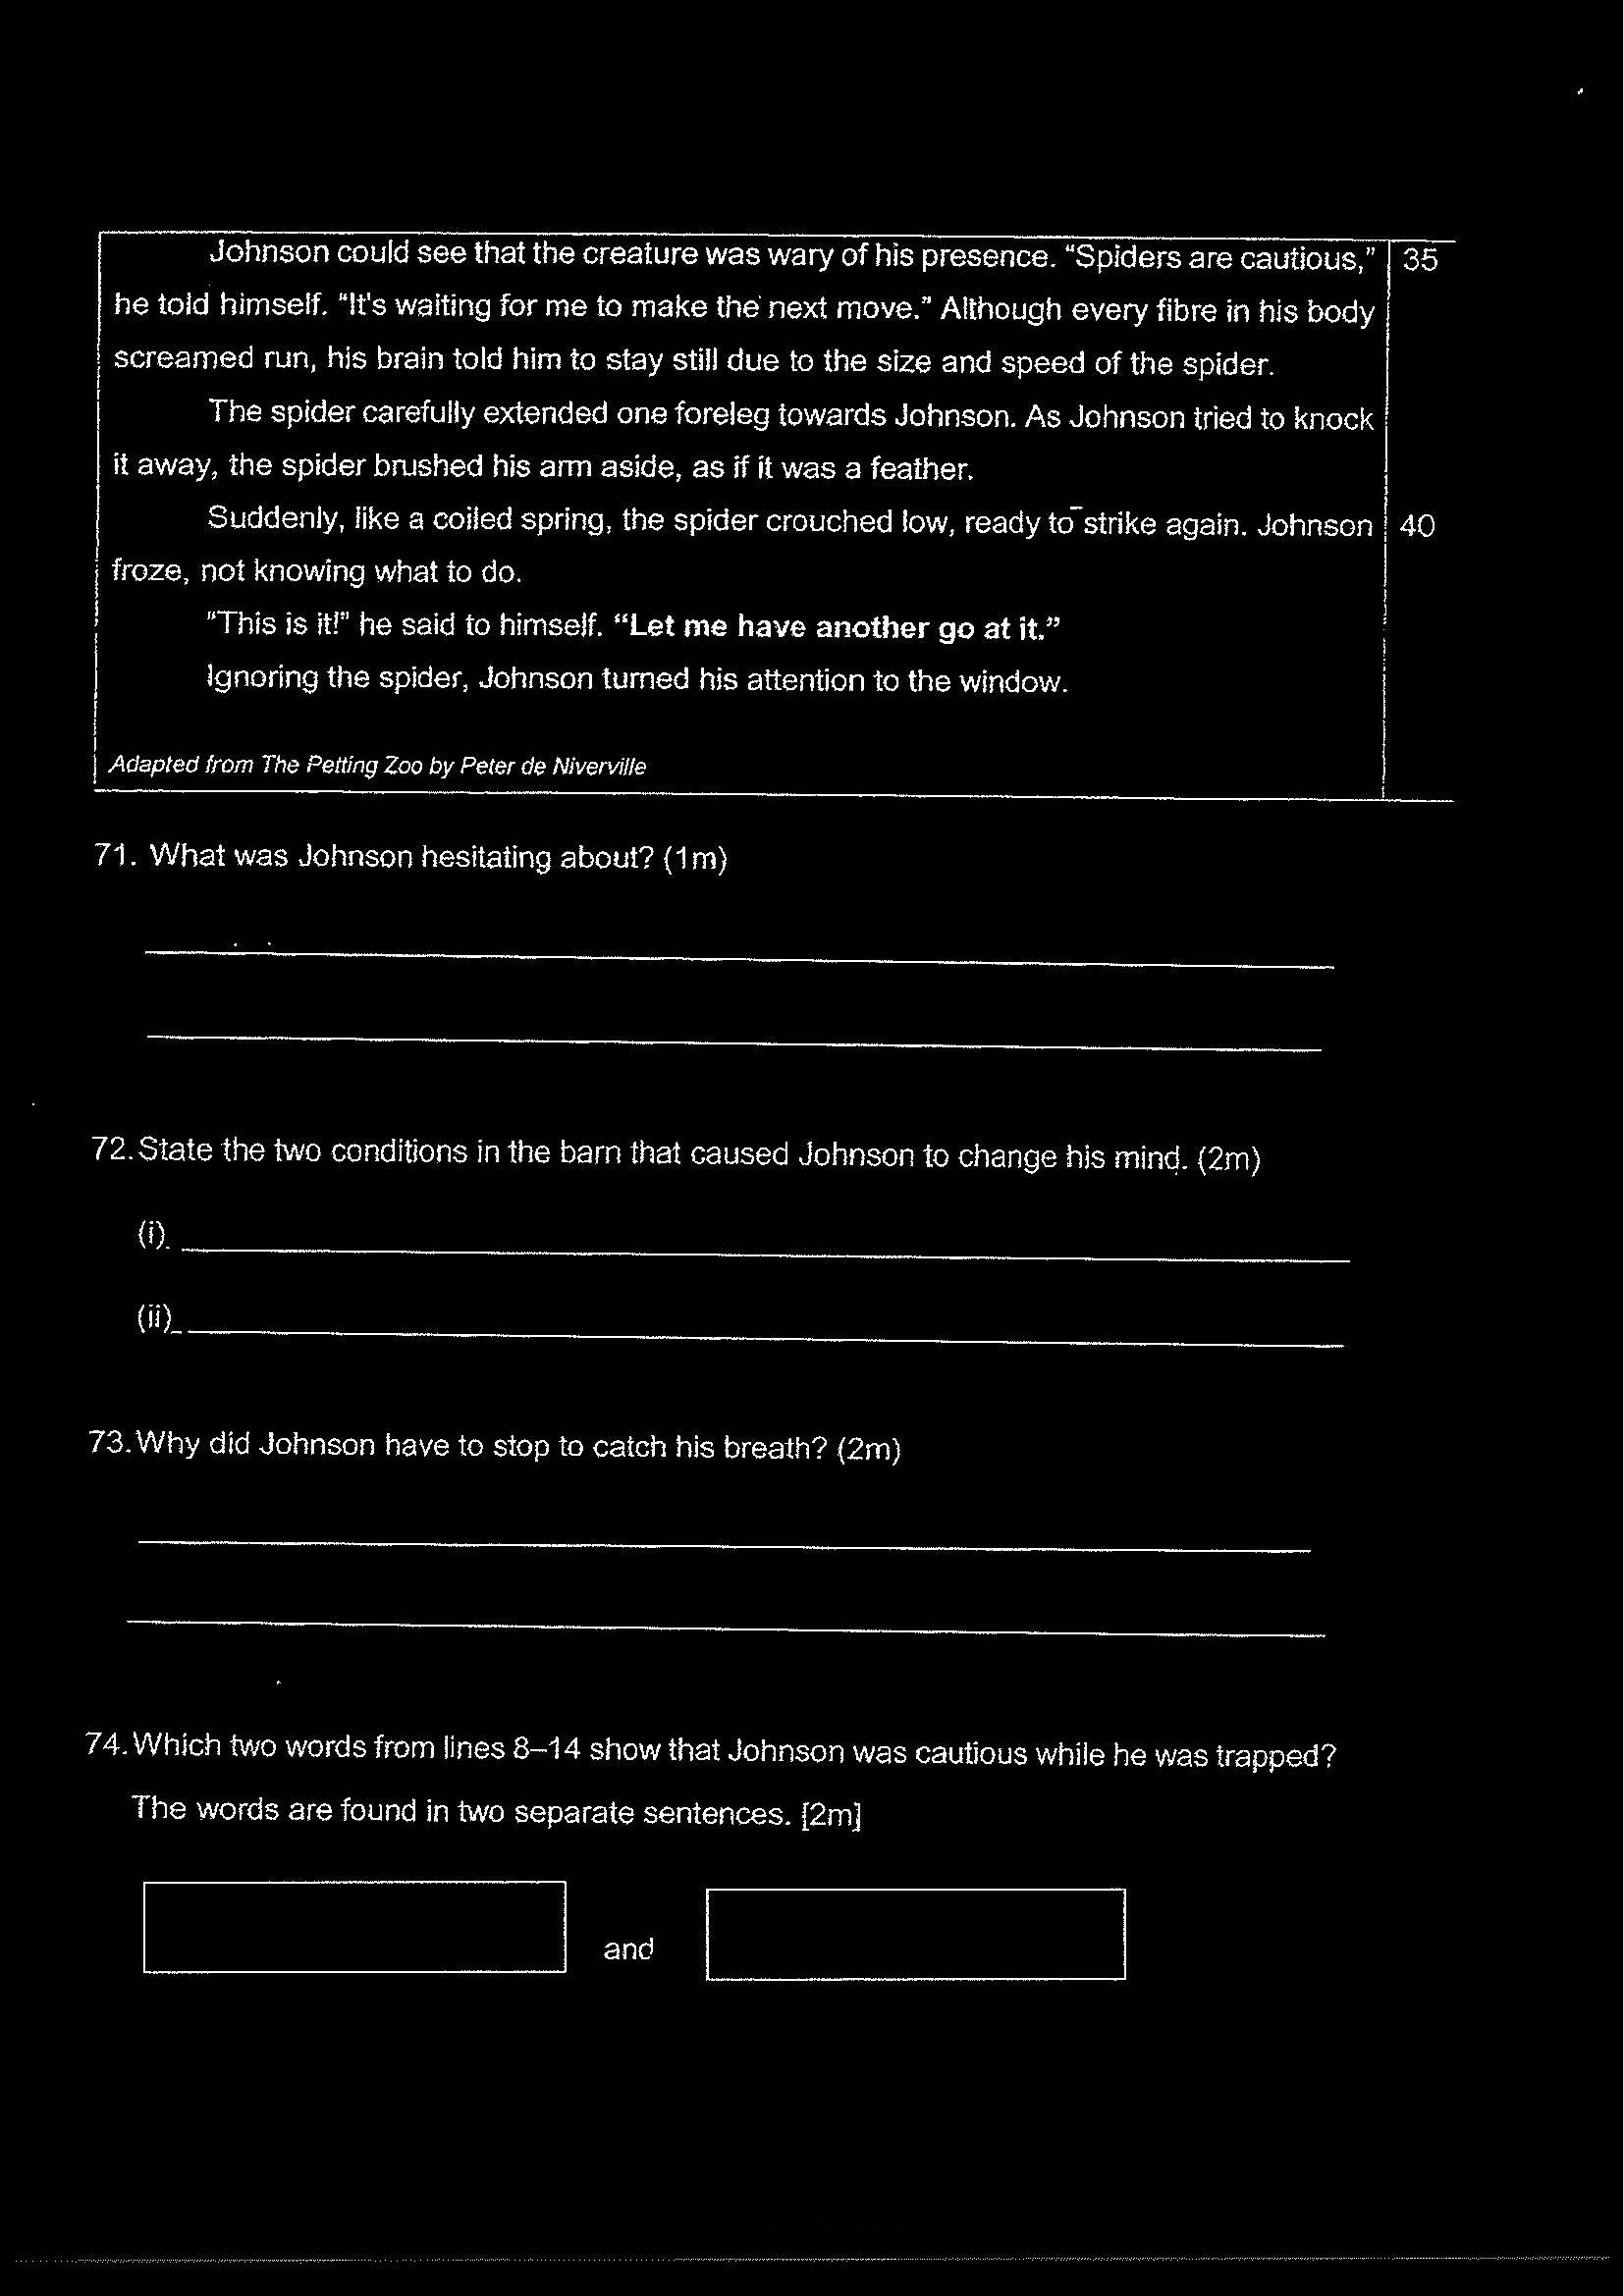 Johnson could see that the creature was wary of his presence. “Spiders are cautious,” 35
he told himself. “It's waiting for me to make the next move.” Although every fibre in his body
screamed run, his brain told him to stay still due to the size and speed of the spider.
The spider carefully extended one foreleg towards Johnson. As Johnson tried to knock
it away, the spider brushed his arm aside, as if it was a feather.
Suddenly, like a coiled spring, the spider crouched low, ready to strike again. Johnson 40
froze, not knowing what to do.
“This is it!” he said to himself. “Let me have another go at it.”
Ignoring the spider, Johnson turned his attention to the window.
Adapted from The Petting Zoo by Peter de Niverville
71. What was Johnson hesitating about? (1m)
72. State the two conditions in the barn that caused Johnson to change his mind. (2m)
(i)
(ii)
73. Why did Johnson have to stop to catch his breath? (2m)
74. Which two words from lines 8–14 show that Johnson was cautious while he was trapped?
The words are found in two separate sentences. [2m]
and